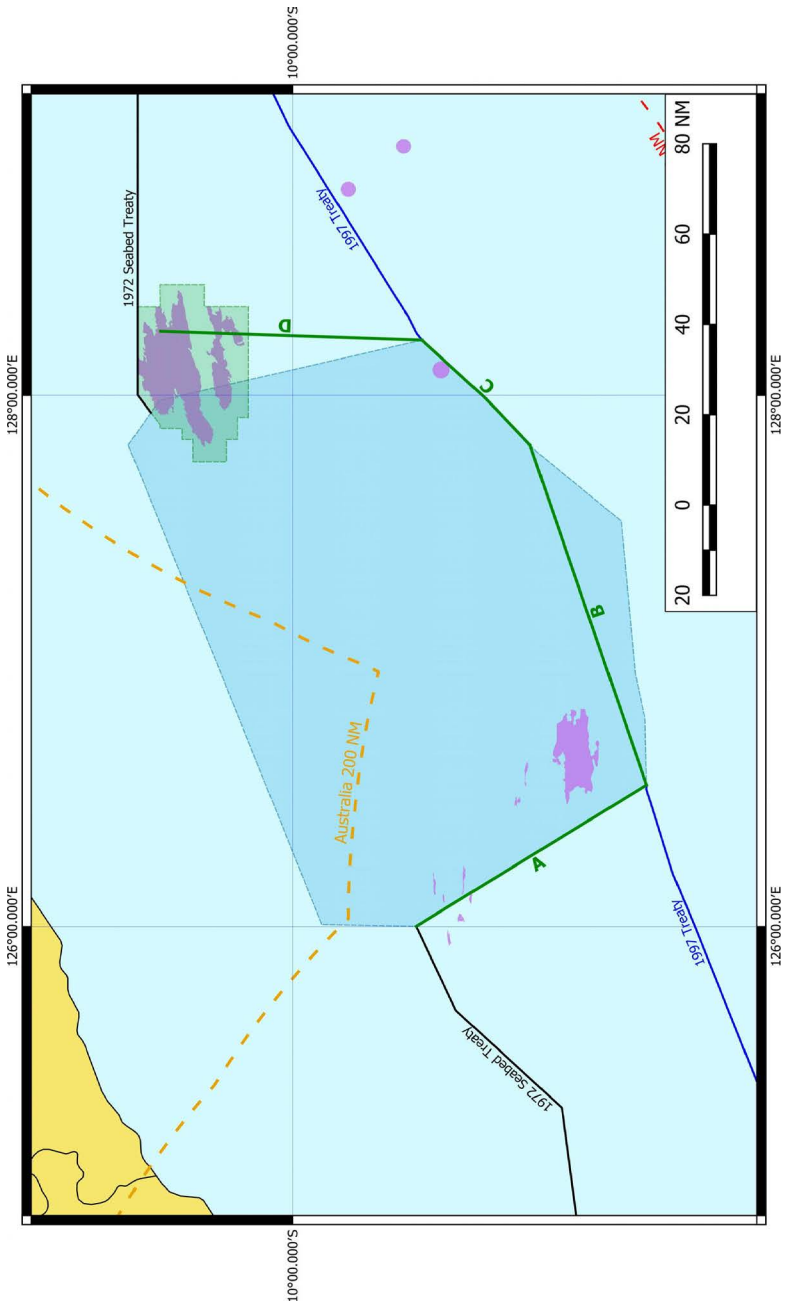 10°00.000'S
128°00.000'E
128°00.000'E
126°00.000'E
126°00.000'E
10°00.000'S
1972 Seabed Treaty
1997 Treaty
D
C
B
A
Australia 200 NM
1997 Treaty
1972 Seabed Treaty
NM
20 0 20 40 60 80 NM